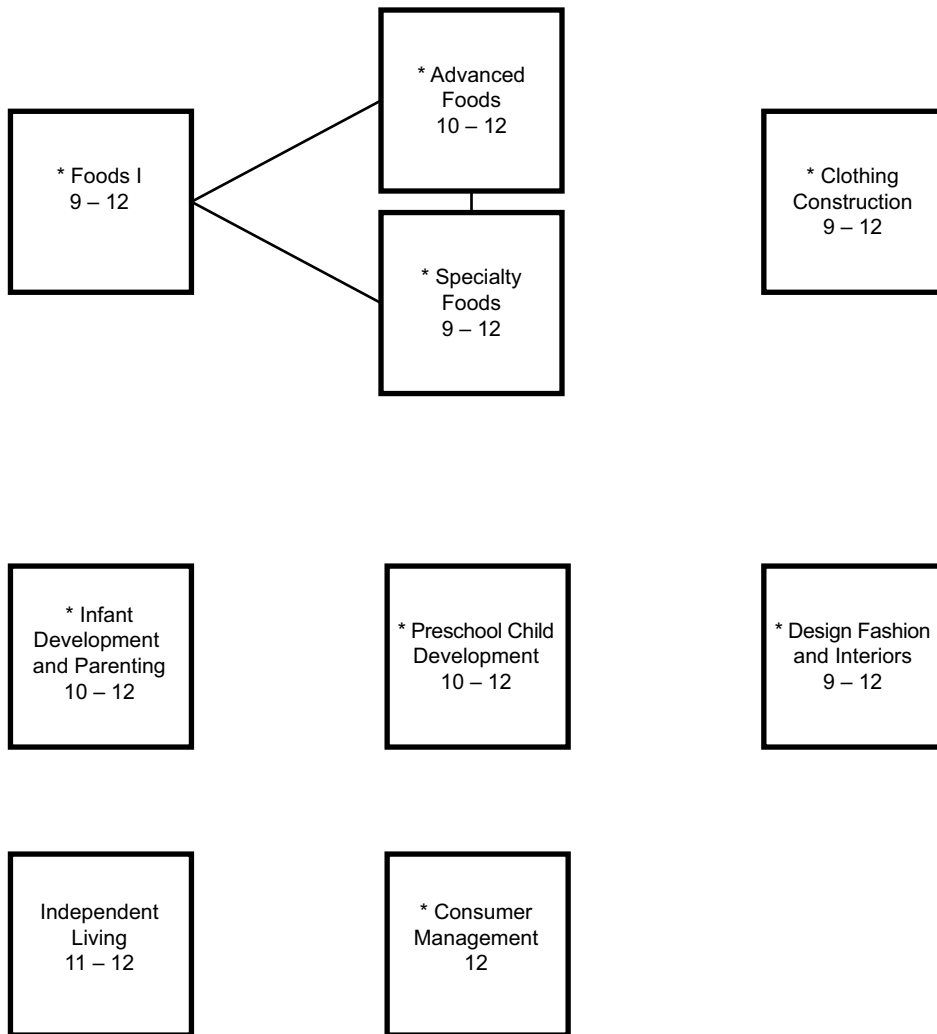 * Advanced
Foods
10 – 12
* Foods I
9 – 12
* Clothing
Construction
9 – 12
* Specialty
Foods
9 – 12
* Infant
Development
and Parenting
10 – 12
* Preschool Child
Development
10 – 12
* Design Fashion
and Interiors
9 – 12
Independent
Living
11 – 12
* Consumer
Management
12